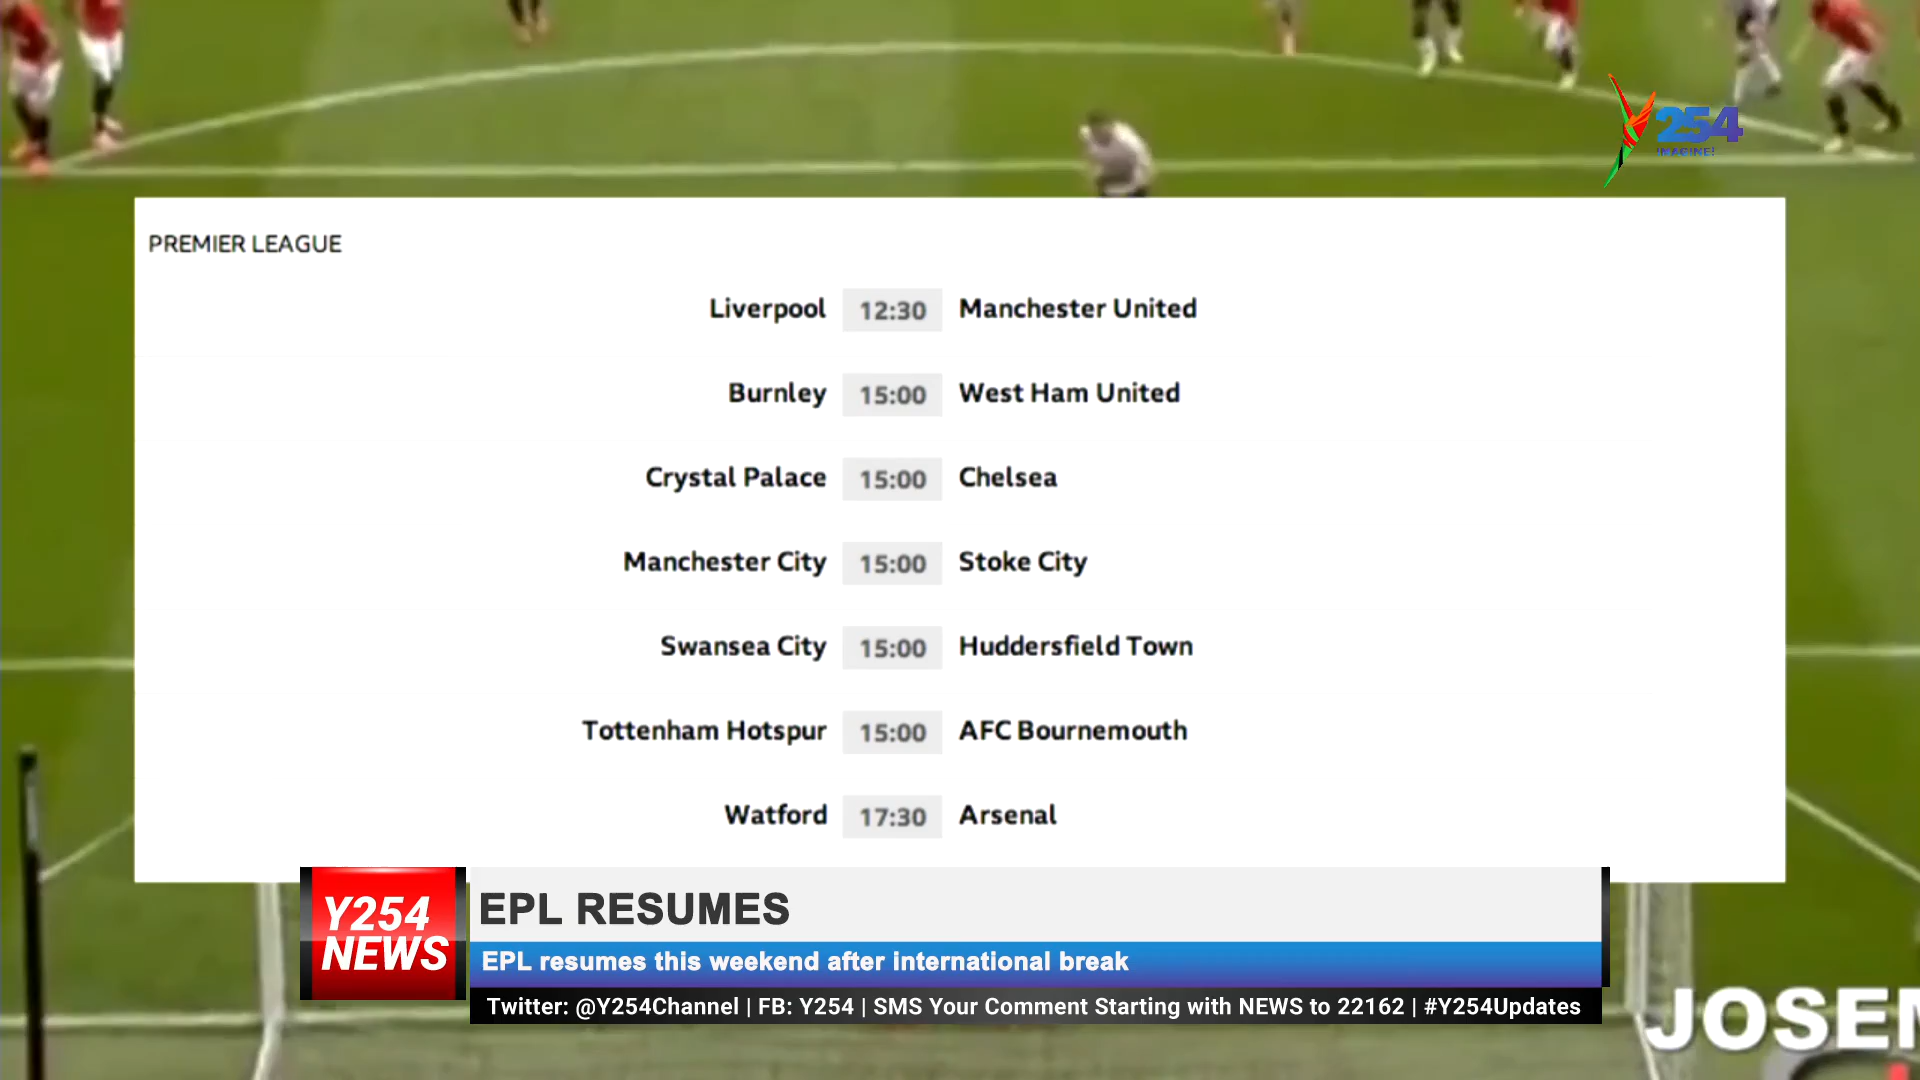 254
IMAGINE!
PREMIER LEAGUE
Liverpool 12:30 Manchester United
Burnley 15:00 West Ham United
Crystal Palace 15:00 Chelsea
Manchester City 15:00 Stoke City
Swansea City 15:00 Huddersfield Town
Tottenham Hotspur 15:00 AFC Bournemouth
Watford 17:30 Arsenal
Y254 NEWS
EPL RESUMES
EPL resumes this weekend after international break
Twitter: @Y254Channel | FB: Y254 | SMS Your Comment Starting with NEWS to 22162 | #Y254Updates
JOSEM